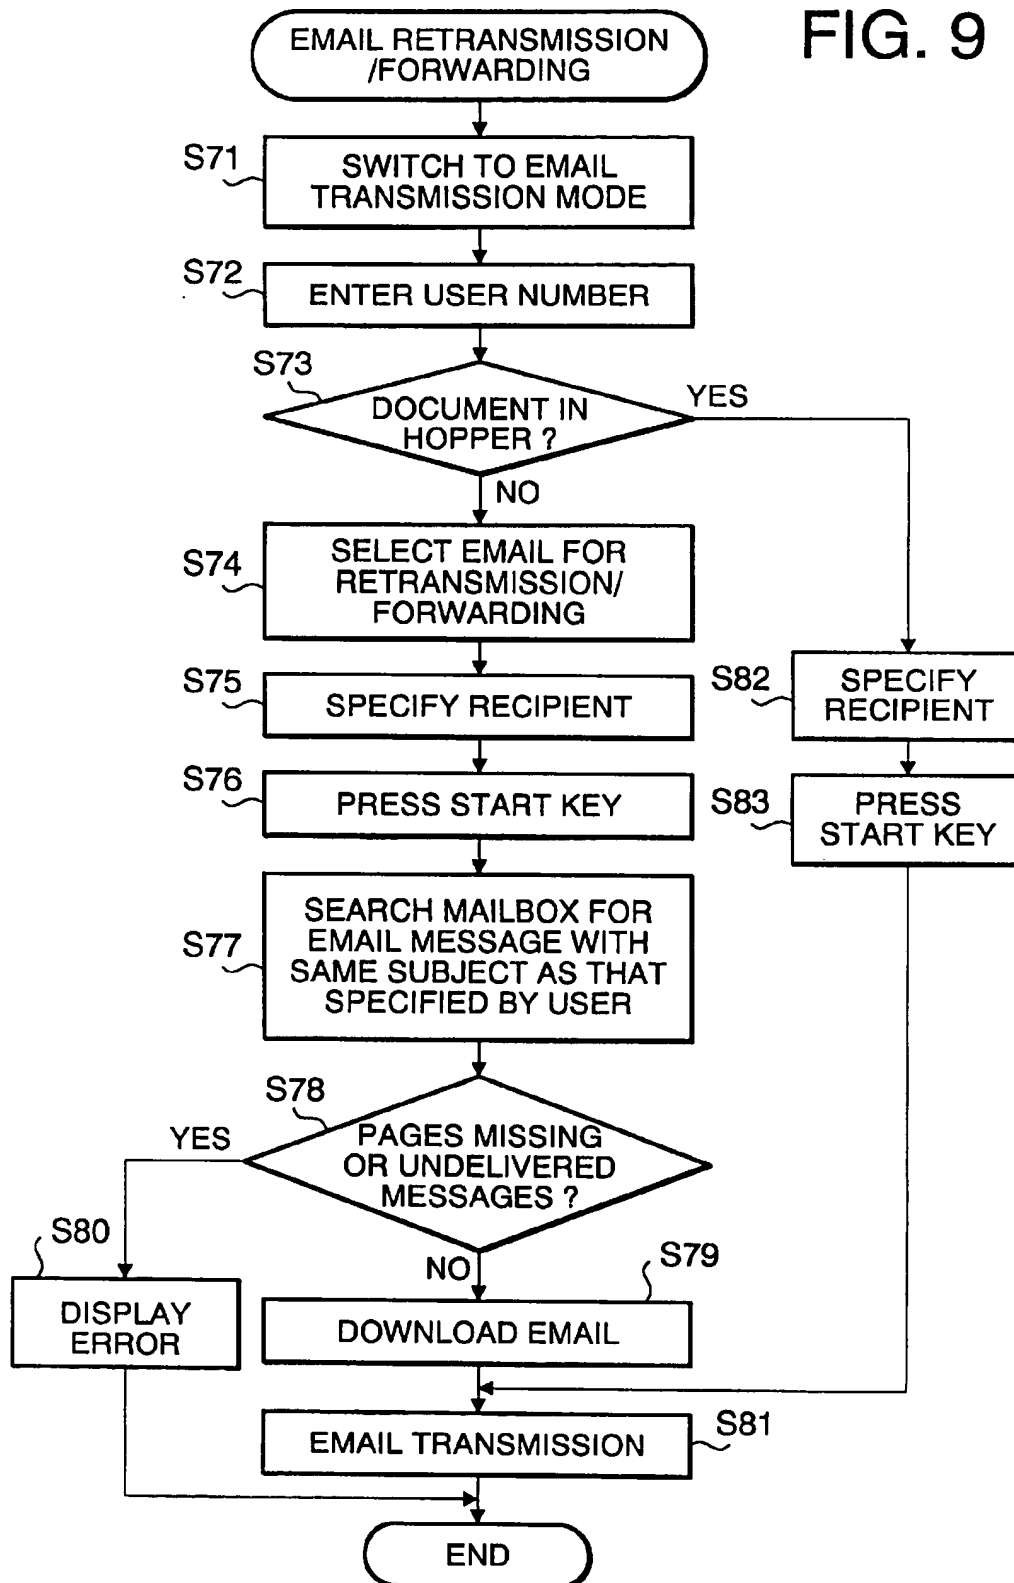 FIG. 9
EMAIL RETRANSMISSION
/FORWARDING
S71
SWITCH TO EMAIL
TRANSMISSION MODE
S72
ENTER USER NUMBER
S73
DOCUMENT IN
HOPPER ?
YES
NO
S74
SELECT EMAIL FOR
RETRANSMISSION/
FORWARDING
S75
SPECIFY RECIPIENT
S76
PRESS START KEY
S82
SPECIFY
RECIPIENT
S83
PRESS
START KEY
S77
SEARCH MAILBOX FOR
EMAIL MESSAGE WITH
SAME SUBJECT AS THAT
SPECIFIED BY USER
S78
PAGES MISSING
OR UNDELIVERED
MESSAGES ?
YES
NO
S80
DISPLAY
ERROR
S79
DOWNLOAD EMAIL
S81
EMAIL TRANSMISSION
END